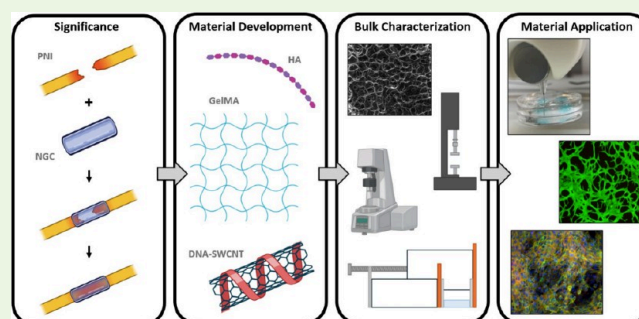 Significance
PNI
+
NGC
Material Development
HA
GelMA
DNA-SWCNT
Bulk Characterization
Material Application